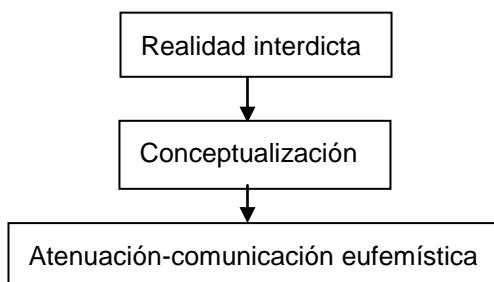 Realidad interdicta
Conceptualización
Atenuación-comunicación eufemística